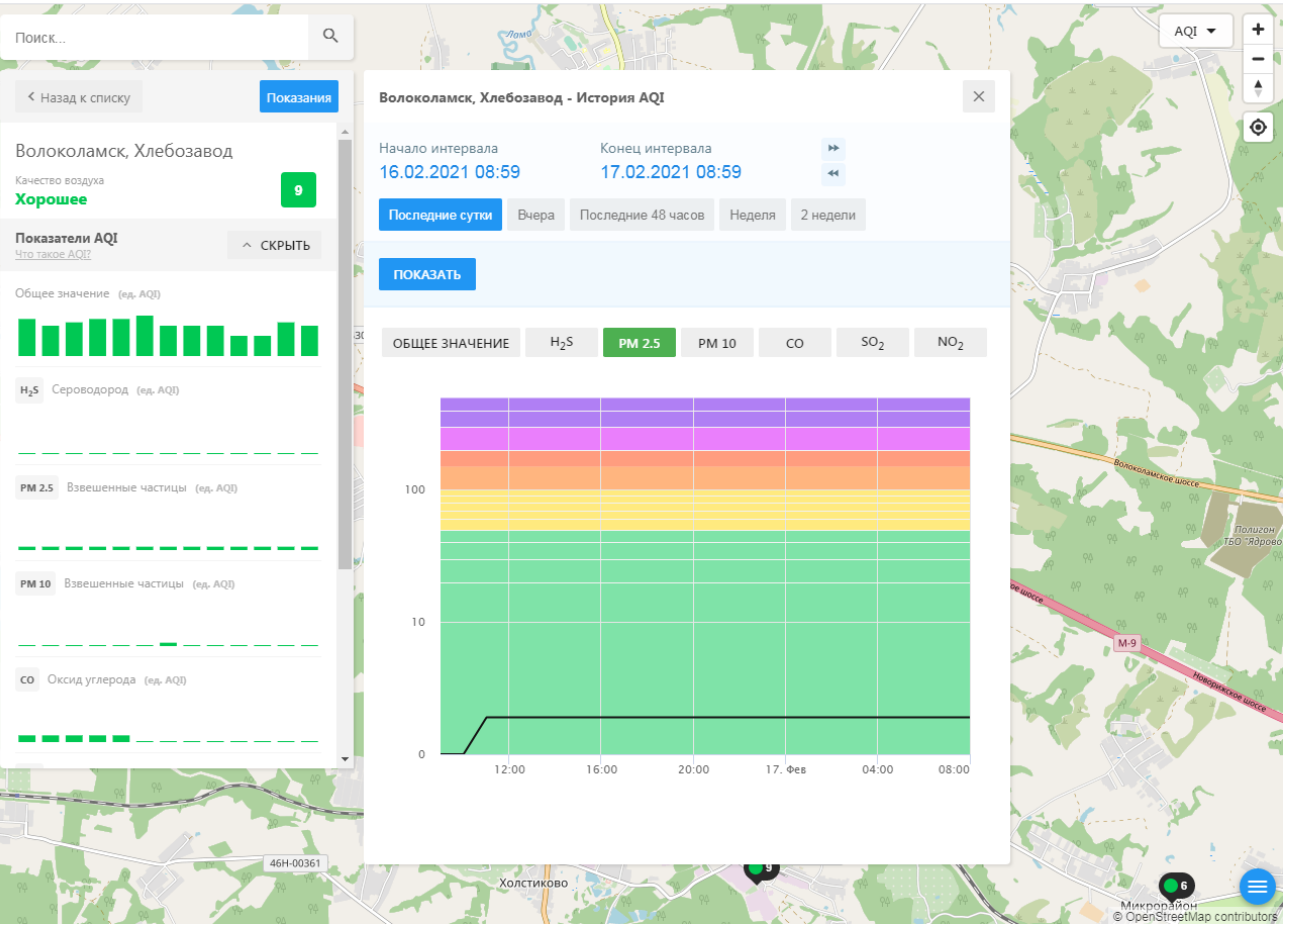 Поиск...
Лама
AQI
Назад к списку
Показания
Волоколамск, Хлебозавод
Качество воздуха
Хорошее
9
Показатели AQI
Что такое AQI?
СКРЫТЬ
Общее значение (ед. AQI)
H₂S Сероводород (ед. AQI)
PM 2.5 Взвешенные частицы (ед. AQI)
PM 10 Взвешенные частицы (ед. AQI)
CO Оксид углерода (ед. AQI)
Волоколамск, Хлебозавод - История AQI
Начало интервала
Конец интервала
16.02.2021 08:59
17.02.2021 08:59
Последние сутки
Вчера
Последние 48 часов
Неделя
2 недели
ПОКАЗАТЬ
ОБЩЕЕ ЗНАЧЕНИЕ
H₂S
PM 2.5
PM 10
CO
SO₂
NO₂
100
10
0
12:00
16:00
20:00
17. Фев
04:00
08:00
Волоколамское шоссе
Полигон
ТБО "Ядрово
М-9
Новорижское шоссе
46Н-00361
Холстиково
9
6
Микрорайон
© OpenStreetMap contributors